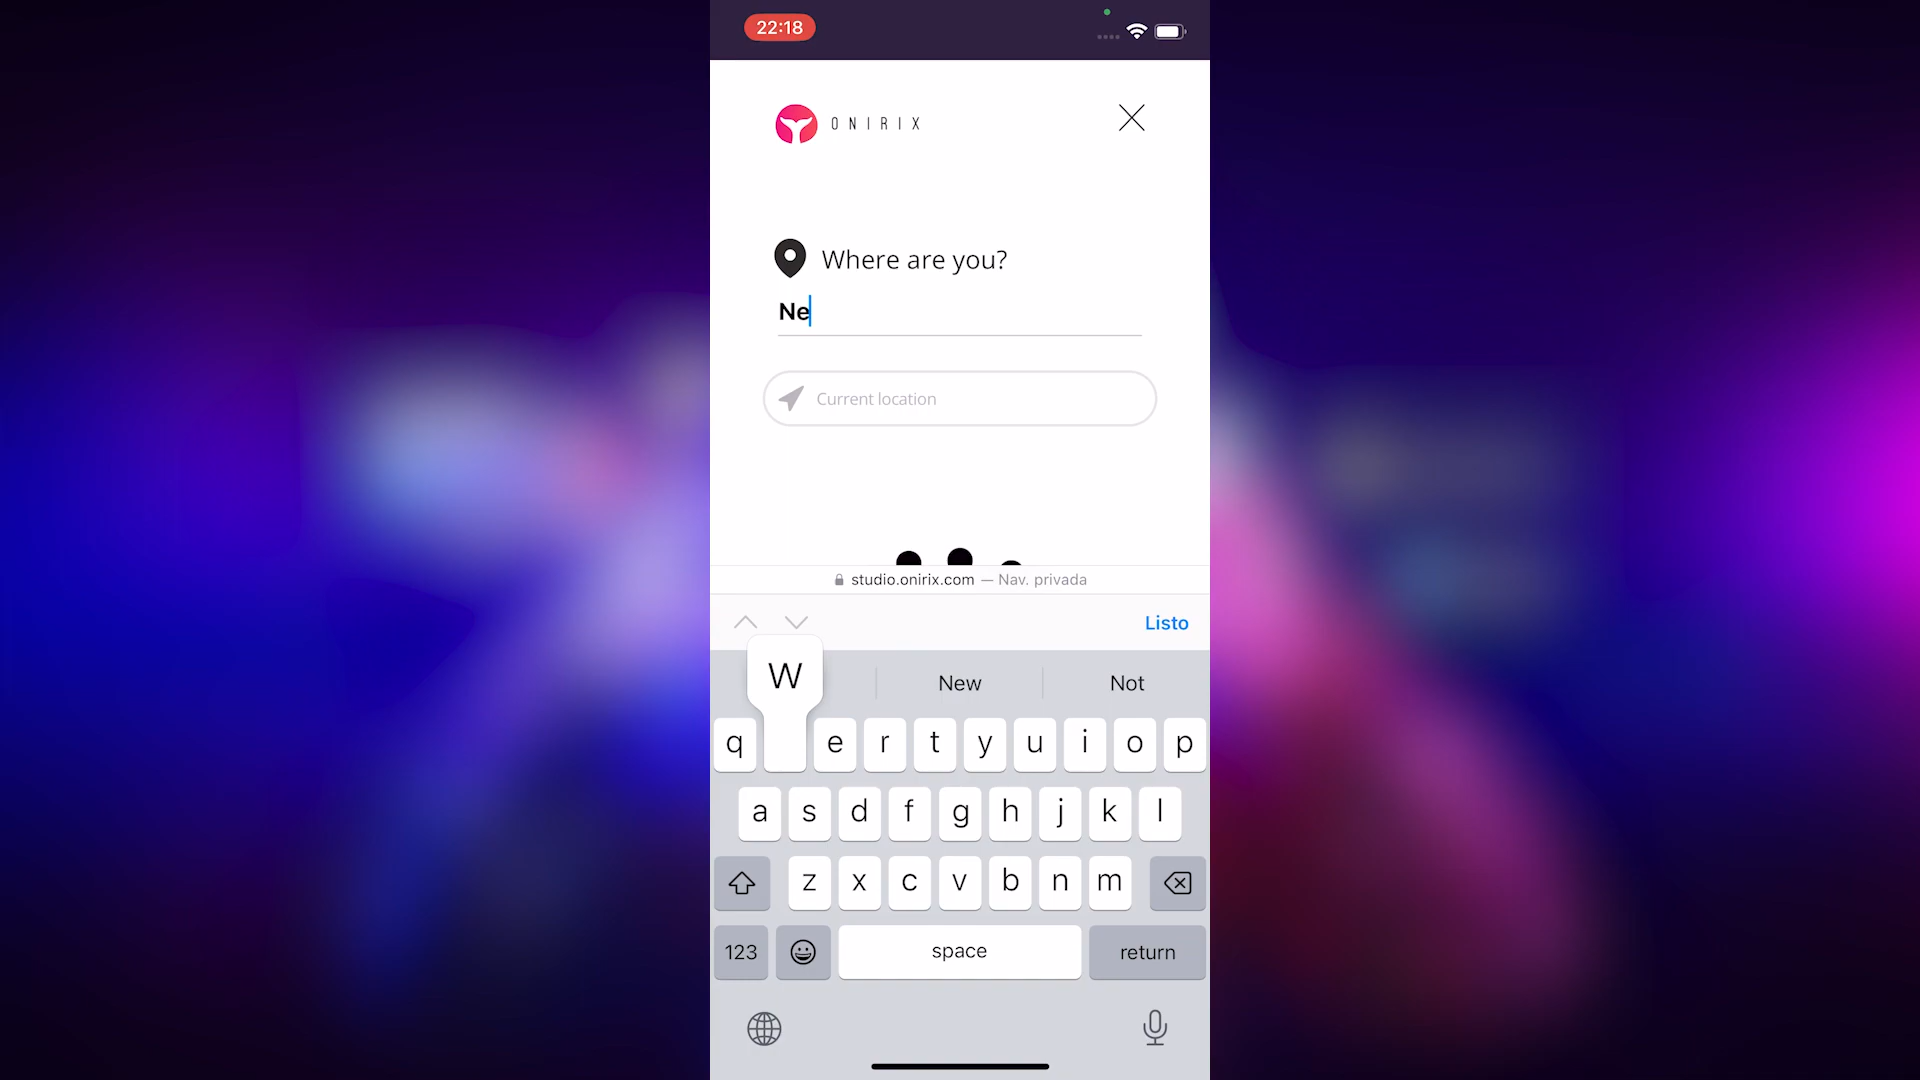 22:18
ONIRIX
Where are you?
Ne
Current location
studio.onirix.com — Nav. privada
Listo
W
New
Not
q e r t y u i o p
a s d f g h j k l
z x c v b n m
123
space
return